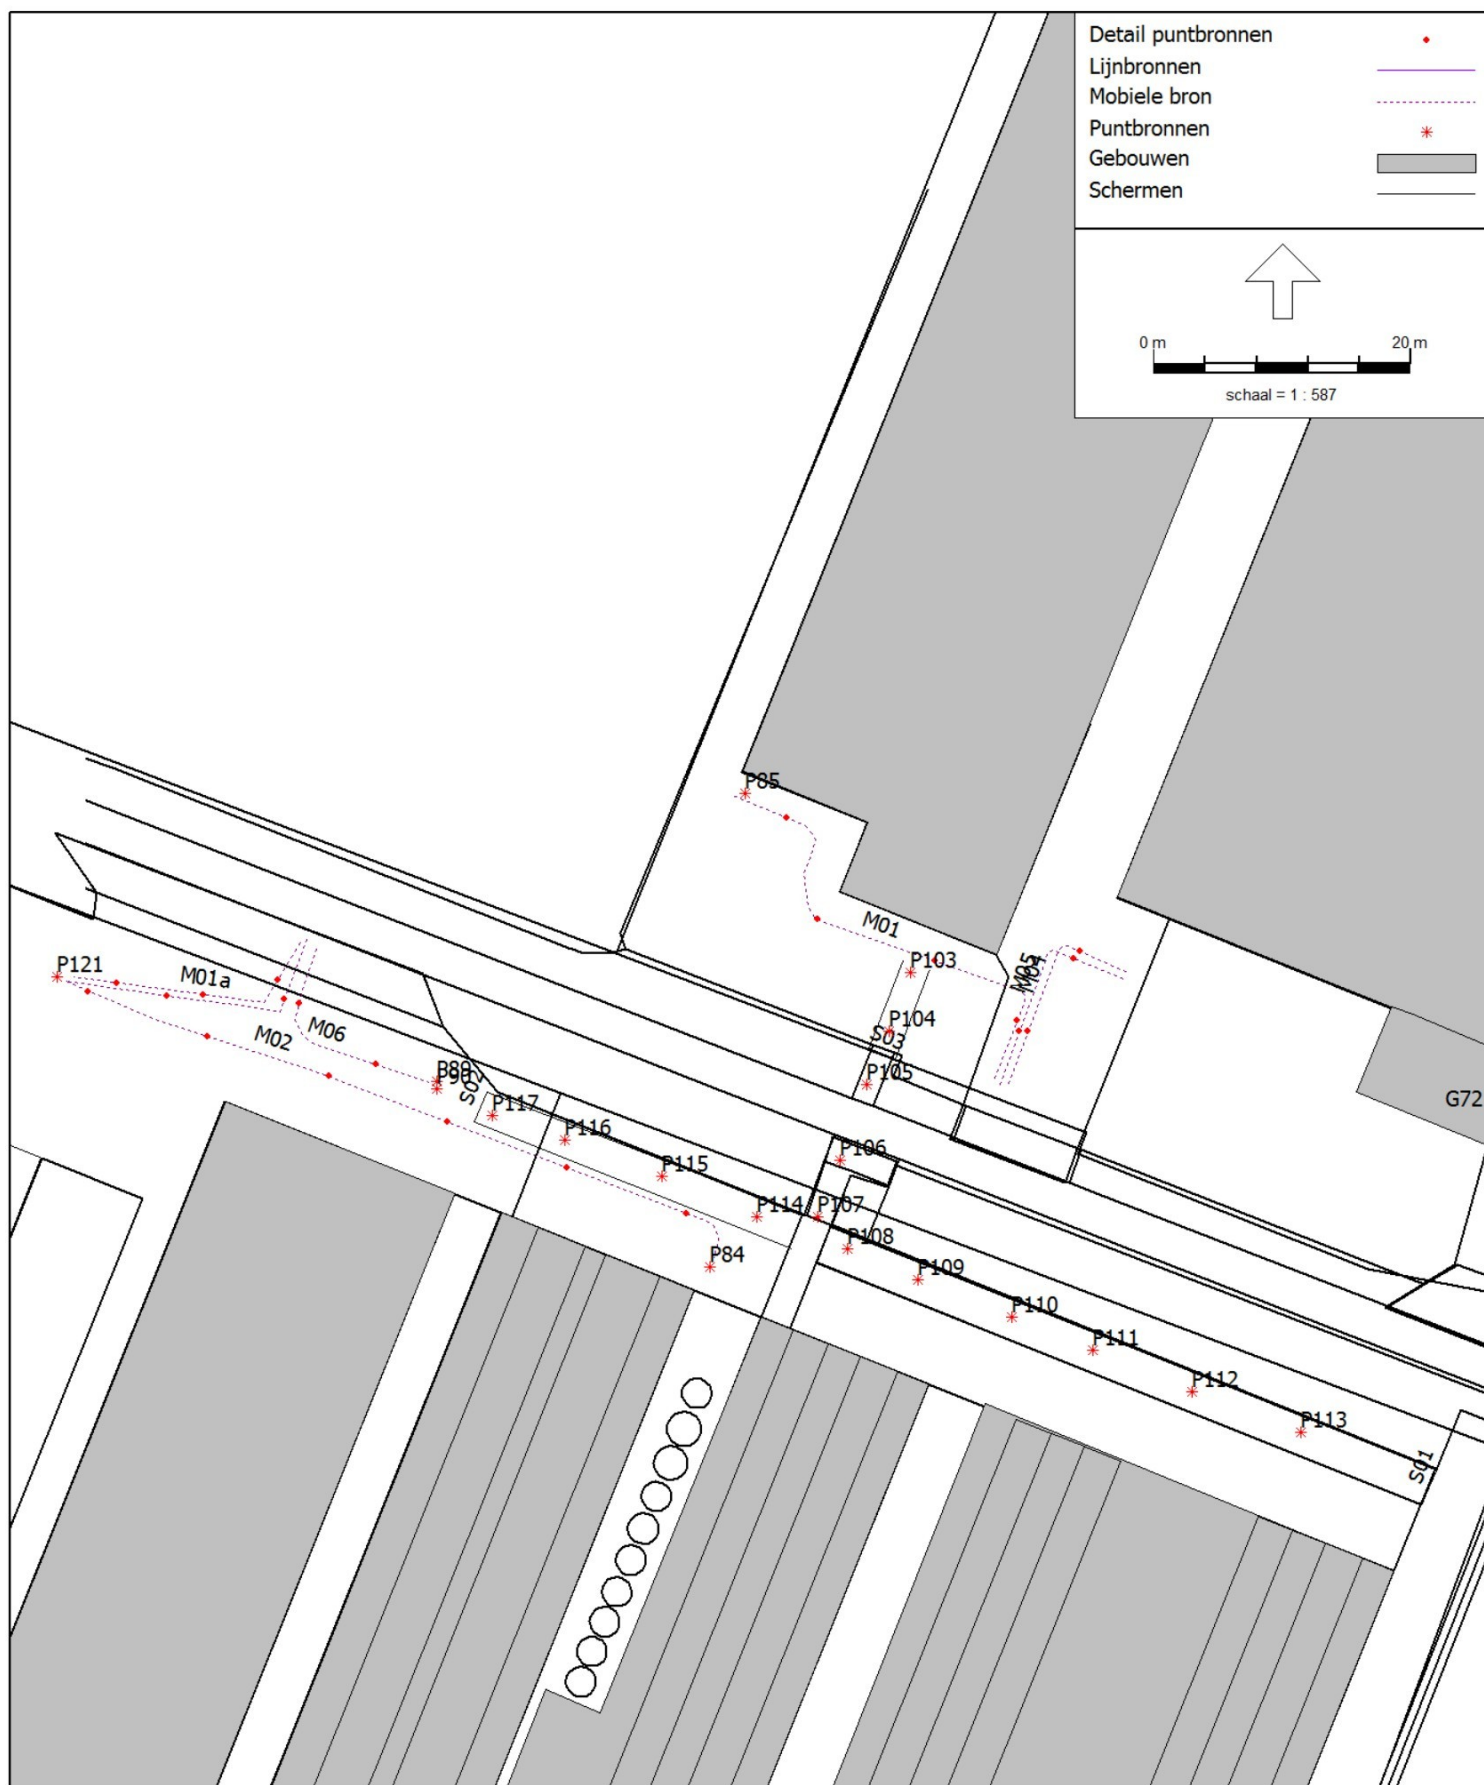 Detail puntbronnen
Lijnbronnen
Mobiele bron
Puntbronnen
Gebouwen
Schermen
0 m 20 m
schaal = 1 : 587
P85
M01
P103
M05
P121
M01a
P104
S03
M02
M06
P105
S02
G72
P117
P116
P106
P115
P114
P107
P108
P84
P109
P110
P111
P112
P113
S01